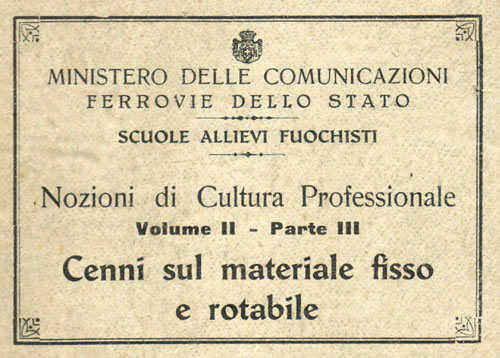 MINISTERO DELLE COMUNICAZIONI
FERROVIE DELLO STATO
SCUOLE ALLIEVI FUOCHISTI
Nozioni di Cultura Professionale
Volume II - Parte III
Cenni sul materiale fisso
e rotabile